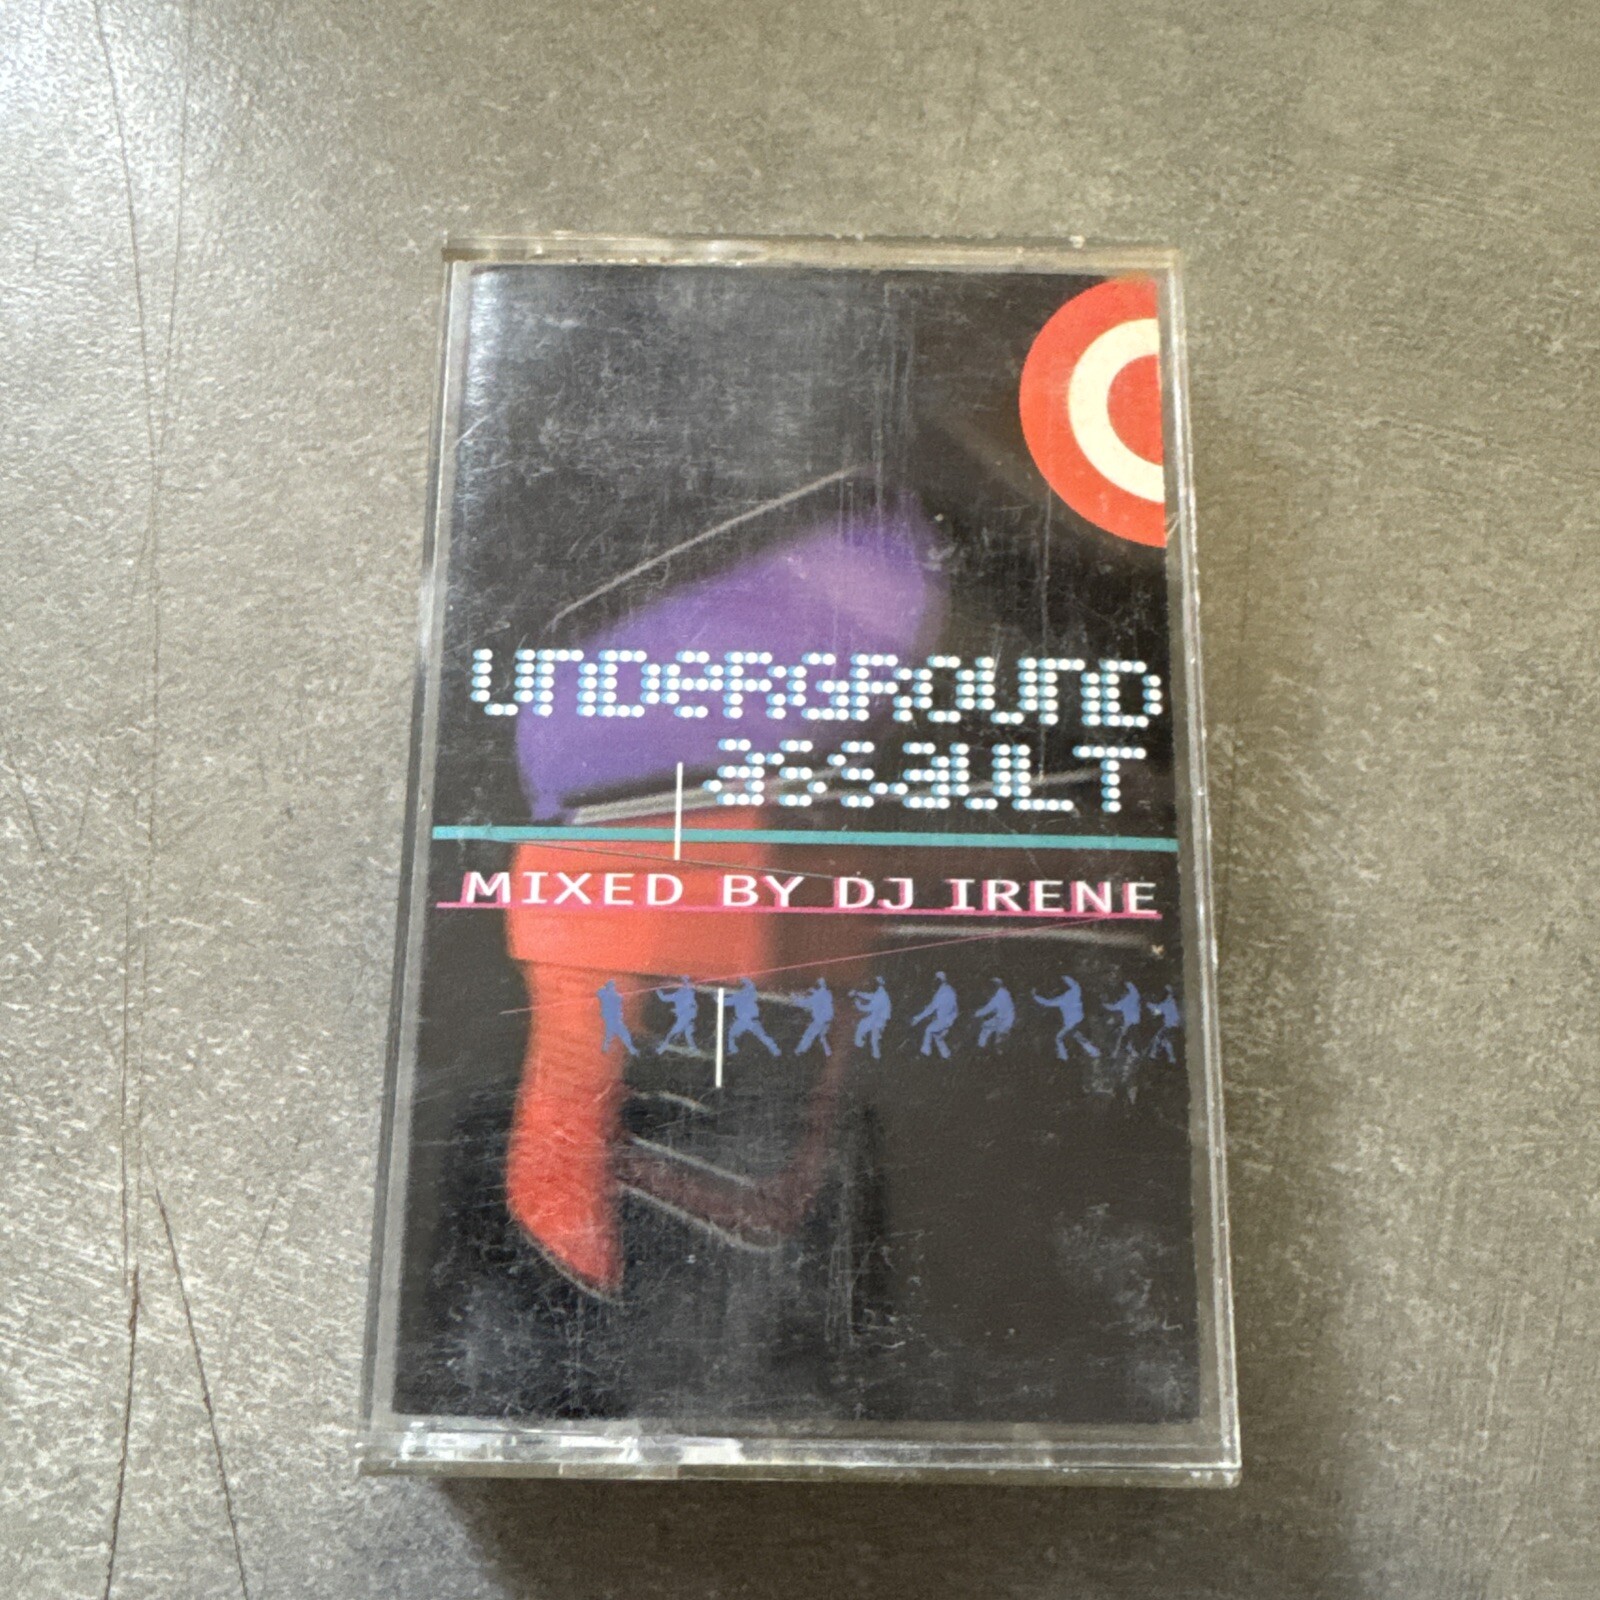 UNDERGROUND
assault
MIXED BY DJ IRENE